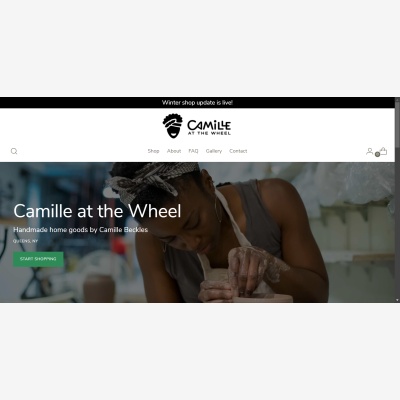 Winter shop update is live!
CAMILLE
AT THE WHEEL
Shop About FAQ Gallery Contact
0
Camille at the Wheel
Handmade home goods by Camille Beckles
QUEENS, NY
START SHOPPING